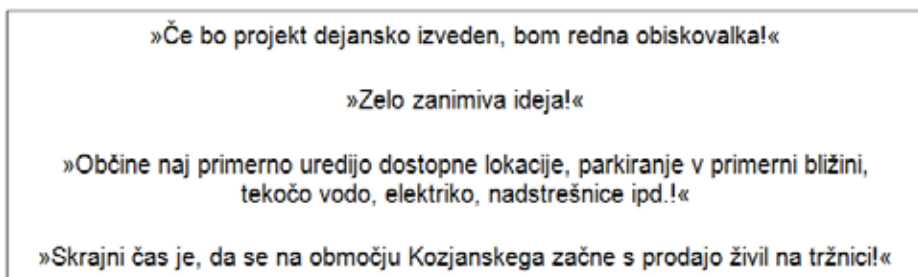 »Če bo projekt dejansko izveden, bom redna obiskovalka!«
»Zelo zanimiva ideja!«
»Občine naj primerno uredijo dostopne lokacije, parkiranje v primerni bližini,
tekočo vodo, elektriko, nadstrešnice ipd.!«
»Skrajni čas je, da se na območju Kozjanskega začne s prodajo živil na tržnici!«